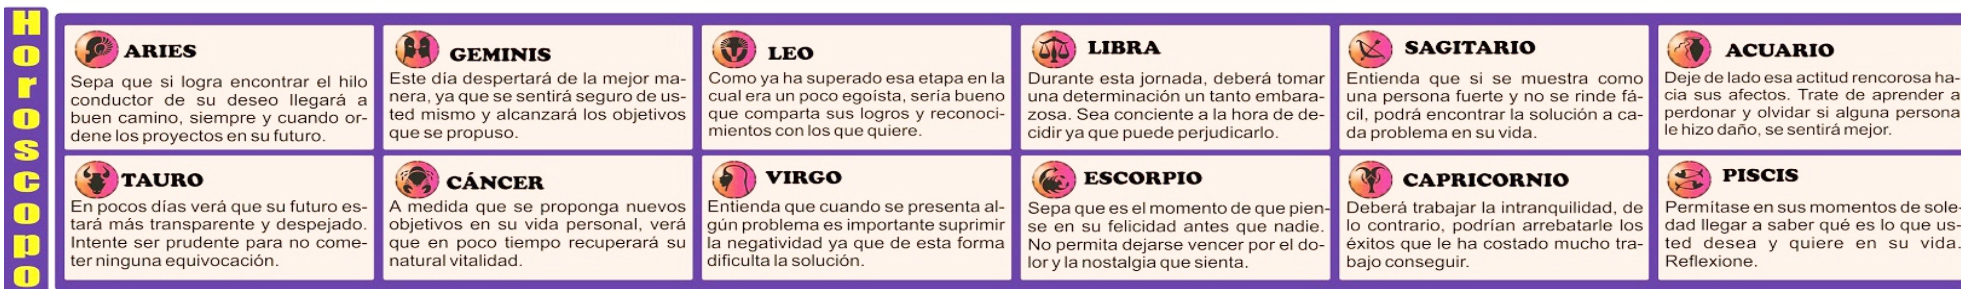 Horoscopo
ARIES
Sepa que si logra encontrar el hilo
conductor de su deseo llegará a
buen camino, siempre y cuando or-
dene los proyectos en su futuro.
GEMINIS
Este día despertará de la mejor ma-
nera, ya que se sentirá seguro de us-
ted mismo y alcanzará los objetivos
que se propuso.
LEO
Como ya ha superado esa etapa en la
cual era un poco egoísta, sería bueno
que comparta sus logros y reconoci-
mientos con los que quiere.
LIBRA
Durante esta jornada, deberá tomar
una determinación un tanto embara-
zosa. Sea conciente a la hora de de-
cidir ya que puede perjudicarlo.
SAGITARIO
Entienda que si se muestra como
una persona fuerte y no se rinde fá-
cil, podrá encontrar la solución a ca-
da problema en su vida.
ACUARIO
Deje de lado esa actitud rencorosa ha-
cia sus afectos. Trate de aprender a
perdonar y olvidar si alguna persona
le hizo daño, se sentirá mejor.
TAURO
En pocos días verá que su futuro es-
tará más transparente y despejado.
Intente ser prudente para no come-
ter ninguna equivocación.
CÁNCER
A medida que se proponga nuevos
objetivos en su vida personal, verá
que en poco tiempo recuperará su
natural vitalidad.
VIRGO
Entienda que cuando se presenta al-
gún problema es importante suprimir
la negatividad ya que de esta forma
dificulta la solución.
ESCORPIO
Sepa que es el momento de que pien-
se en su felicidad antes que nadie.
No permita dejarse vencer por el do-
lor y la nostalgia que sienta.
CAPRICORNIO
Deberá trabajar la intranquilidad, de
lo contrario, podrían arrebatarle los
éxitos que le ha costado mucho tra-
bajo conseguir.
PISCIS
Permítase en sus momentos de sole-
dad llegar a saber qué es lo que us-
ted desea y quiere en su vida.
Reflexione.